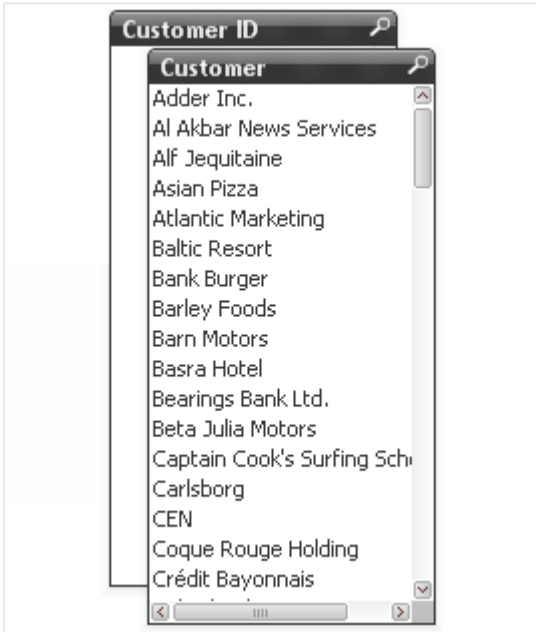 Customer ID
Customer
Adder Inc.
Al Akbar News Services
Alf Jequitaine
Asian Pizza
Atlantic Marketing
Baltic Resort
Bank Burger
Barley Foods
Barn Motors
Basra Hotel
Bearings Bank Ltd.
Beta Julia Motors
Captain Cook's Surfing
Carlsborg
CEN
Coque Rouge Holding
Crédit Bayonnais